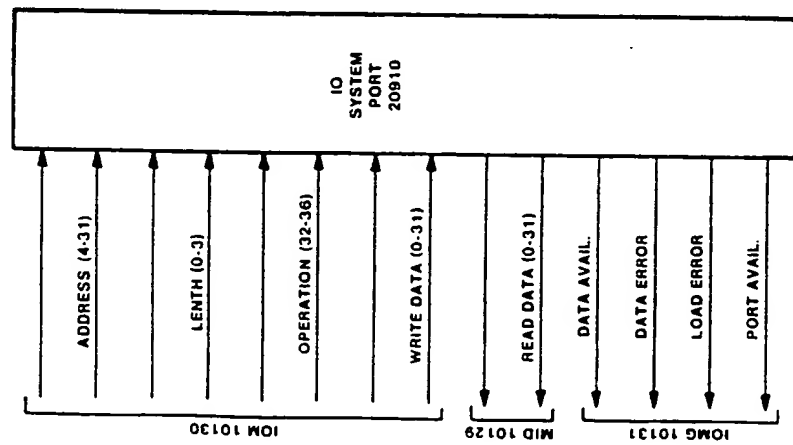 IO
SYSTEM
PORT
20910
ADDRESS (4-31)
LENTH (0-3)
OPERATION (32-36)
WRITE DATA (0-31)
READ DATA (0-31)
DATA AVAIL.
DATA ERROR
LOAD ERROR
PORT AVAIL.
IOM 10130
MID 10129
IOMG 10131